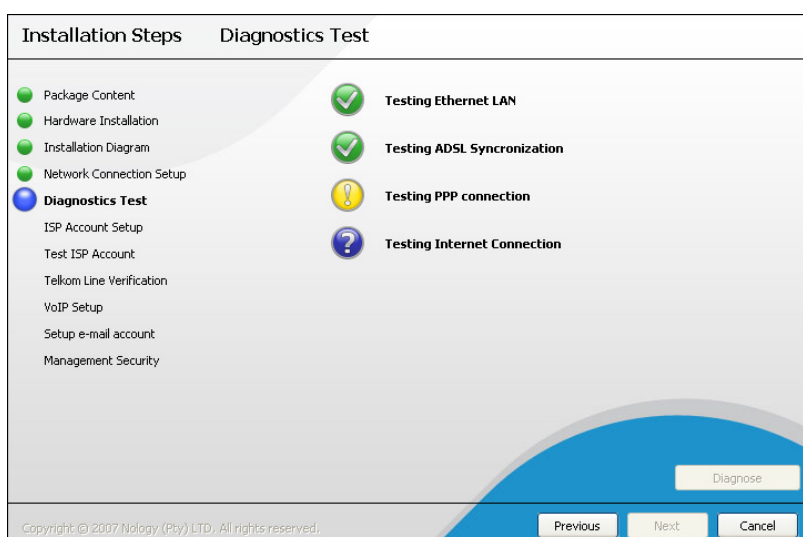 Installation Steps
Diagnostics Test
Package Content
Hardware Installation
Installation Diagram
Network Connection Setup
Diagnostics Test
ISP Account Setup
Test ISP Account
Telkom Line Verification
VoIP Setup
Setup e-mail account
Management Security
Testing Ethernet LAN
Testing ADSL Syncronization
Testing PPP connection
Testing Internet Connection
Diagnose
Copyright © 2007 Nology (Pty) LTD. All rights reserved.
Previous
Next
Cancel